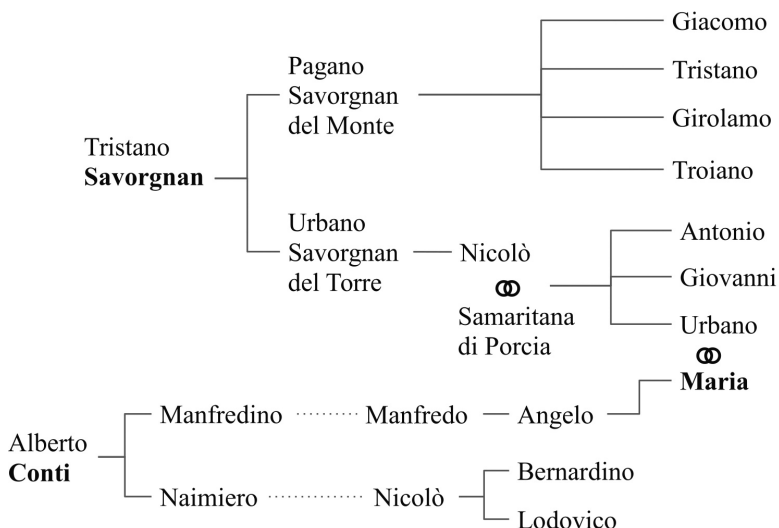 Giacomo
Pagano
Savorgnan
del Monte
Tristano
Girolamo
Troiano
Tristano
Savorgnan
Urbano
Savorgnan
del Torre
Nicolò
Samaritana
di Porcia
Antonio
Giovanni
Urbano
Maria
Alberto
Conti
Manfredino
Manfredo
Angelo
Naimiero
Nicolò
Bernardino
Lodovico